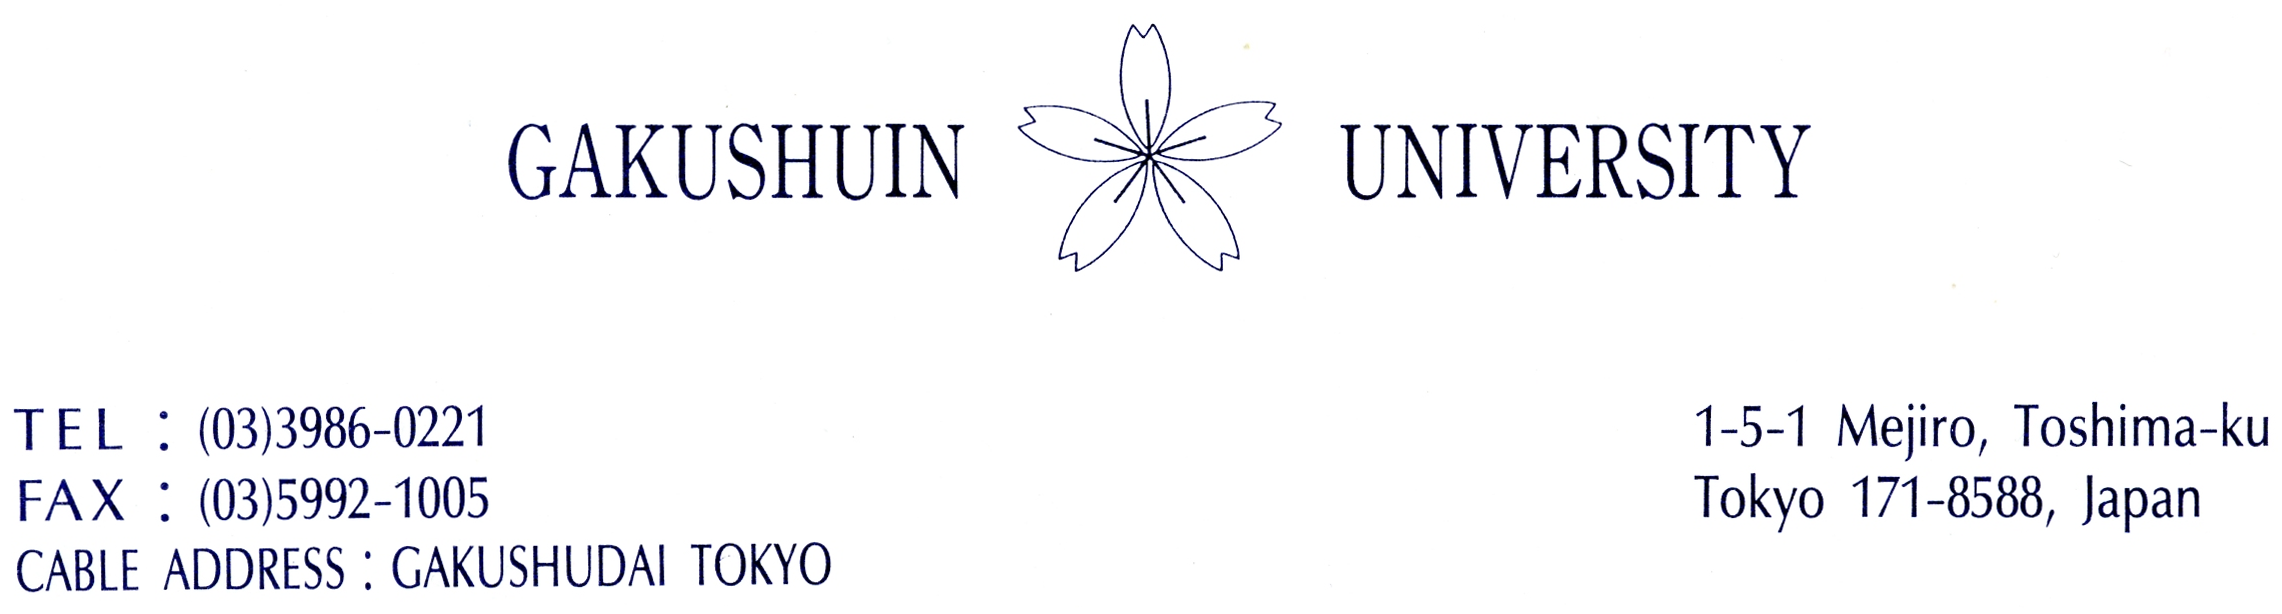 GAKUSHUIN UNIVERSITY
TEL : (03)3986-0221
FAX : (03)5992-1005
CABLE ADDRESS : GAKUSHUDAI TOKYO
1-5-1 Mejiro, Toshima-ku
Tokyo 171-8588, Japan